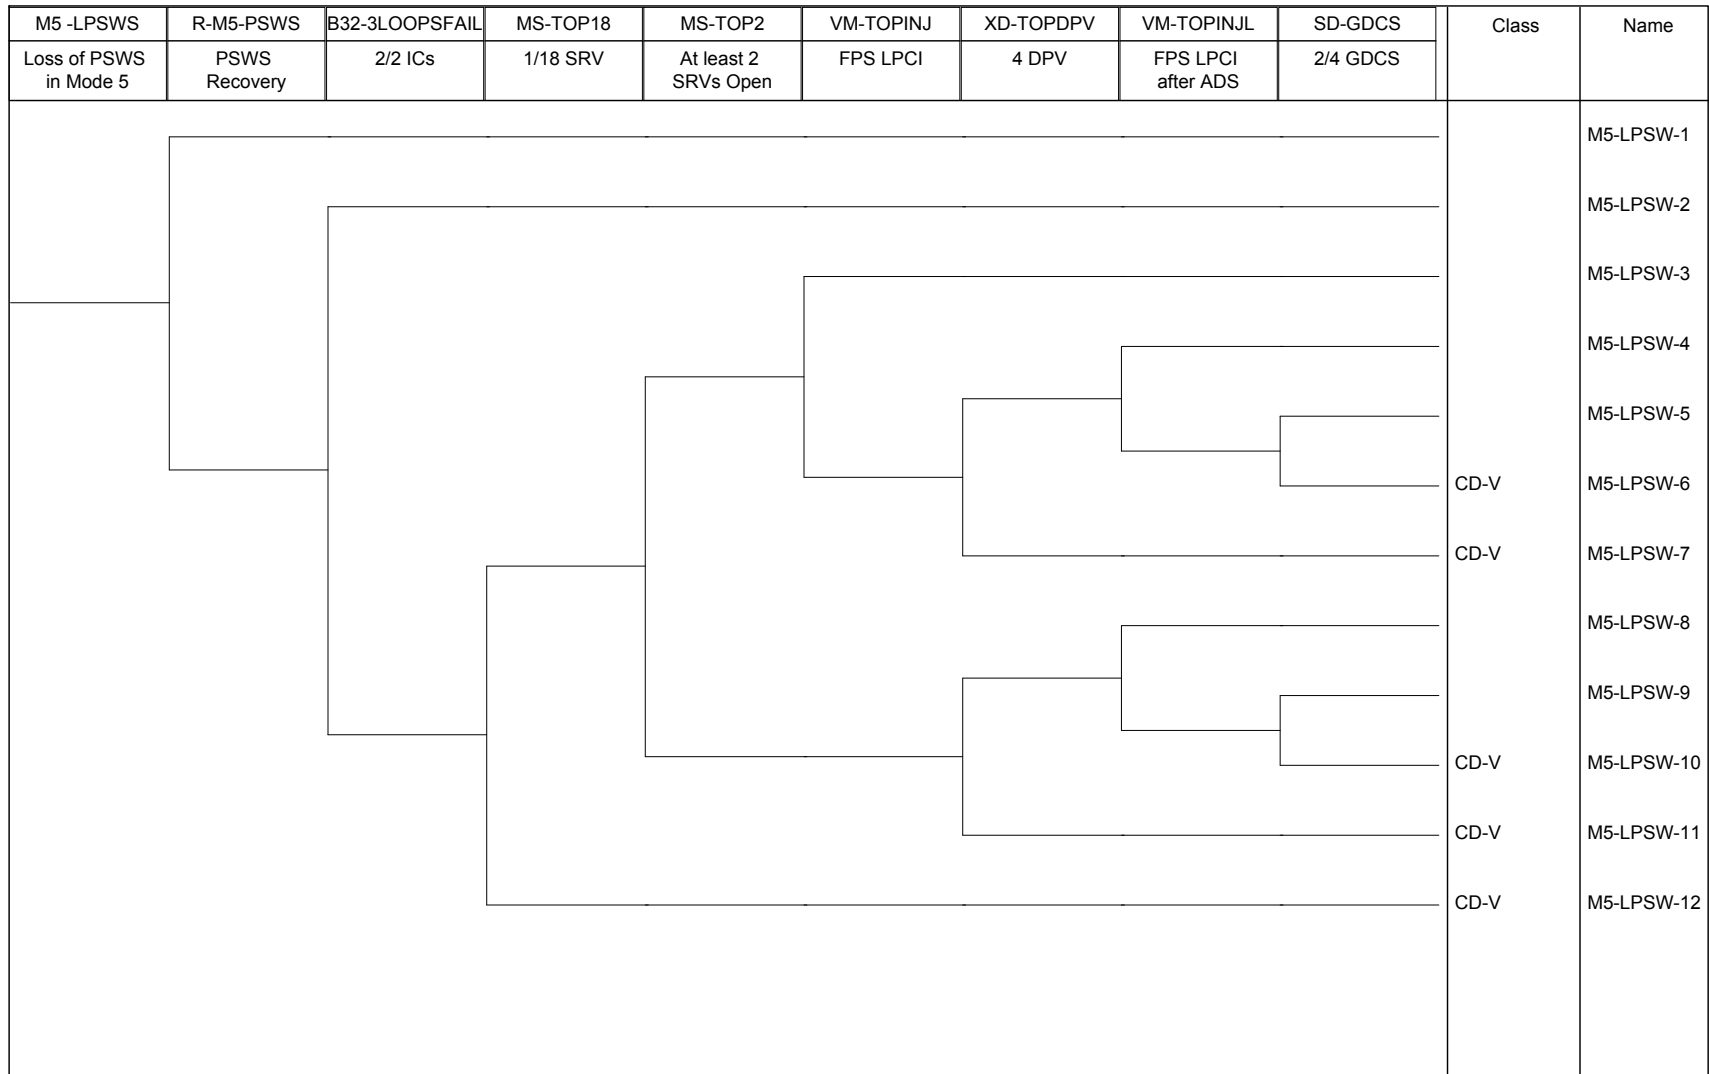 M5 -LPSWS R-M5-PSWS B32-3LOOPSFAIL MS-TOP18 MS-TOP2 VM-TOPINJ XD-TOPDPV VM-TOPINJL SD-GDCS Class Name
Loss of PSWS PSWS 2/2 ICs 1/18 SRV At least 2 FPS LPCI 4 DPV FPS LPCI 2/4 GDCS
in Mode 5 Recovery SRVs Open after ADS
M5-LPSW-1
M5-LPSW-2
M5-LPSW-3
M5-LPSW-4
M5-LPSW-5
CD-V M5-LPSW-6
CD-V M5-LPSW-7
M5-LPSW-8
M5-LPSW-9
CD-V M5-LPSW-10
CD-V M5-LPSW-11
CD-V M5-LPSW-12